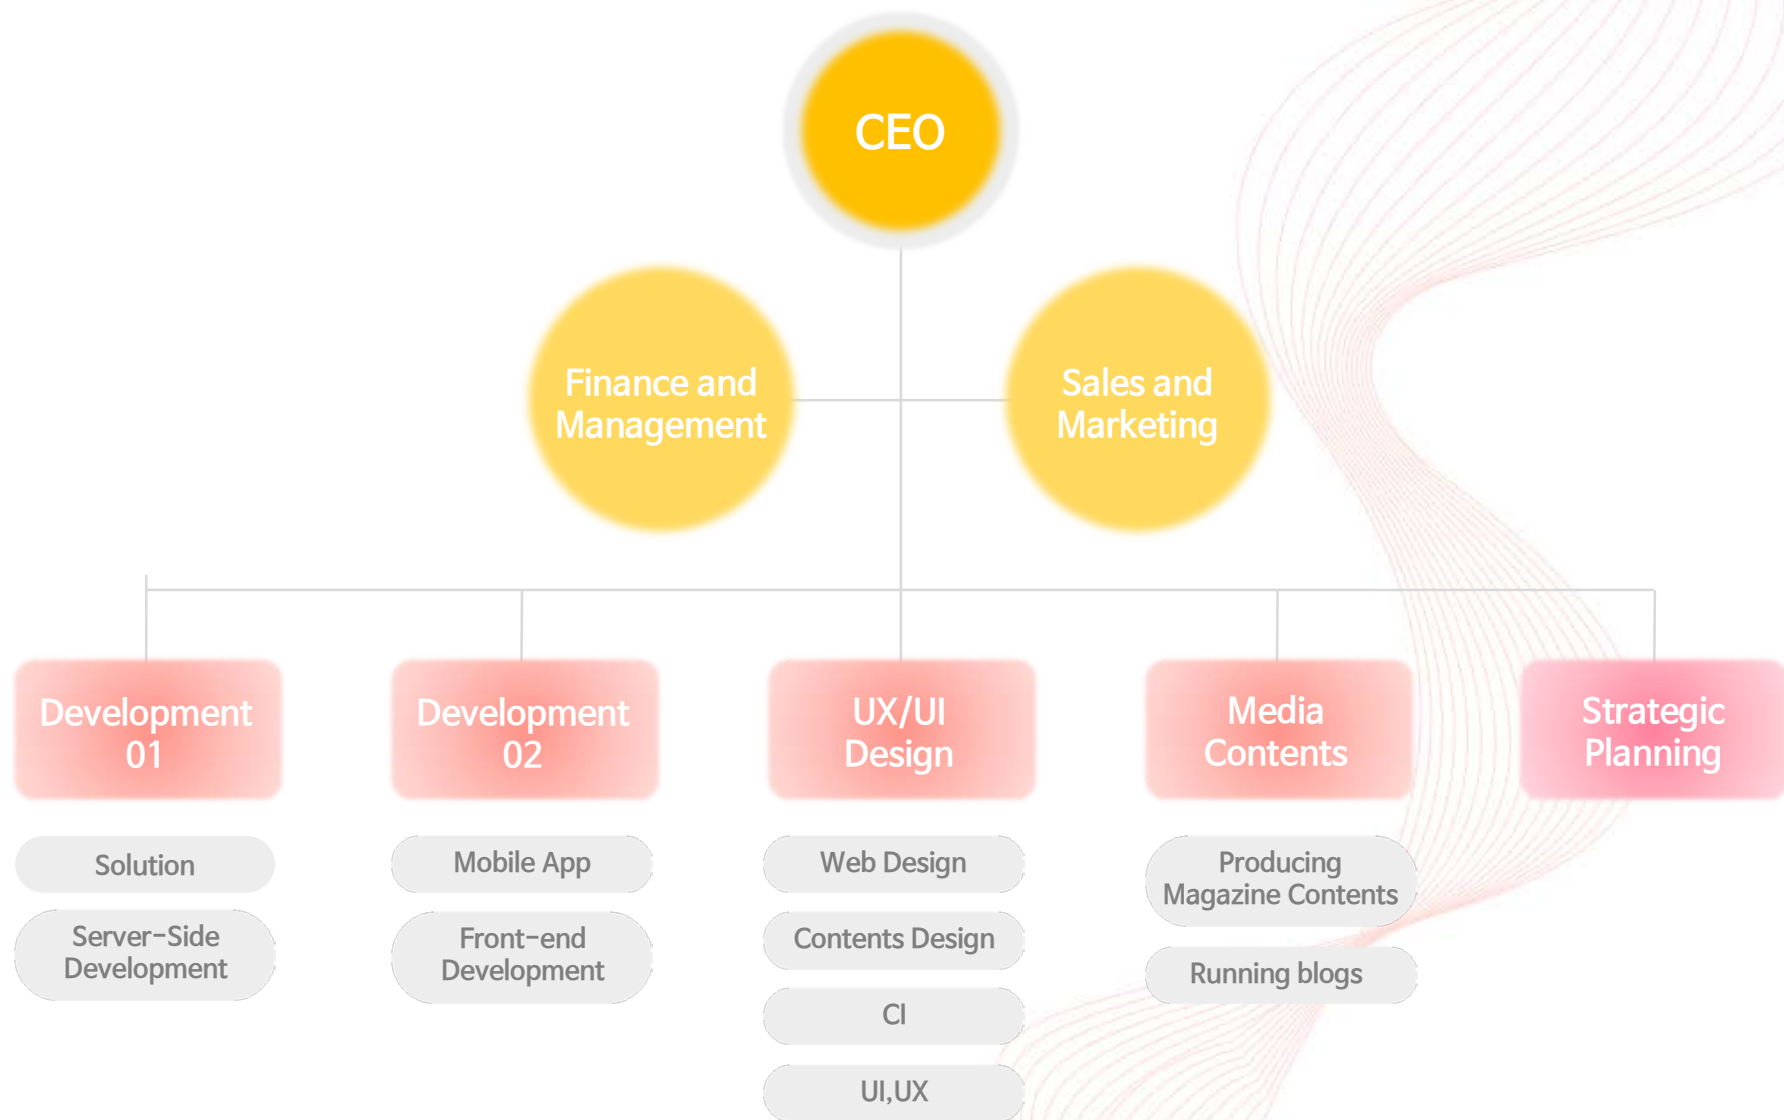 CEO
Finance and
Management
Sales and
Marketing
Development
01
Development
02
UX/UI
Design
Media
Contents
Strategic
Planning
Solution
Server-Side
Development
Mobile App
Front-end
Development
Web Design
Contents Design
CI
UI,UX
Producing
Magazine Contents
Running blogs